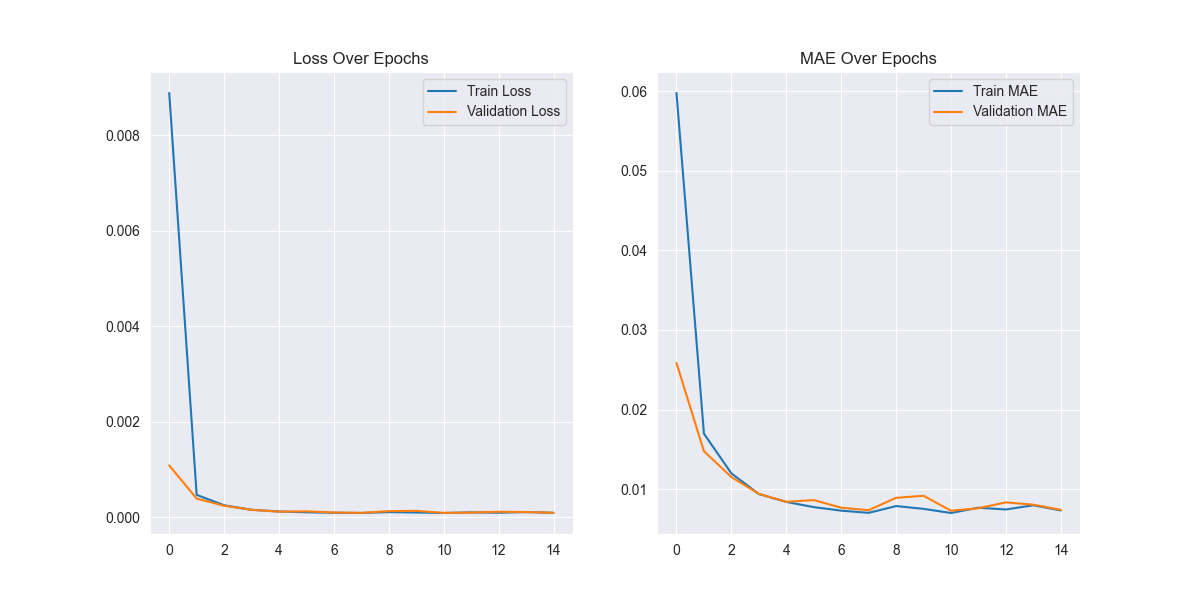 Loss Over Epochs
Train Loss
Validation Loss
0.008
0.006
0.004
0.002
0.000
0 2 4 6 8 10 12 14
MAE Over Epochs
Train MAE
Validation MAE
0.06
0.05
0.04
0.03
0.02
0.01
0 2 4 6 8 10 12 14